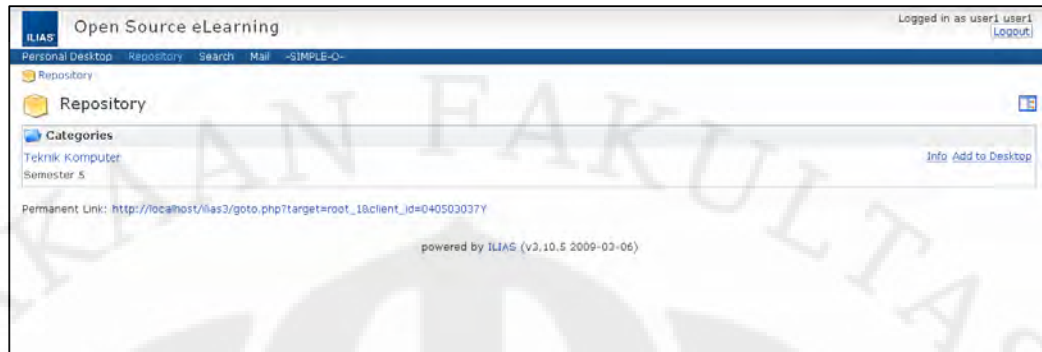 ILIAS Open Source eLearning
Logged in as user1 user1
Logout
Personal Desktop Repository Search Mail -SIMPLE-O-
Repository
Repository
Categories
Teknik Komputer Info Add to Desktop
Semester 5
Permanent Link: http://localhost/ilias3/goto.php?target=root_1&client_id=040503037Y
powered by ILIAS (v3.10.5 2009-03-06)
AKAAN FAKULTAS